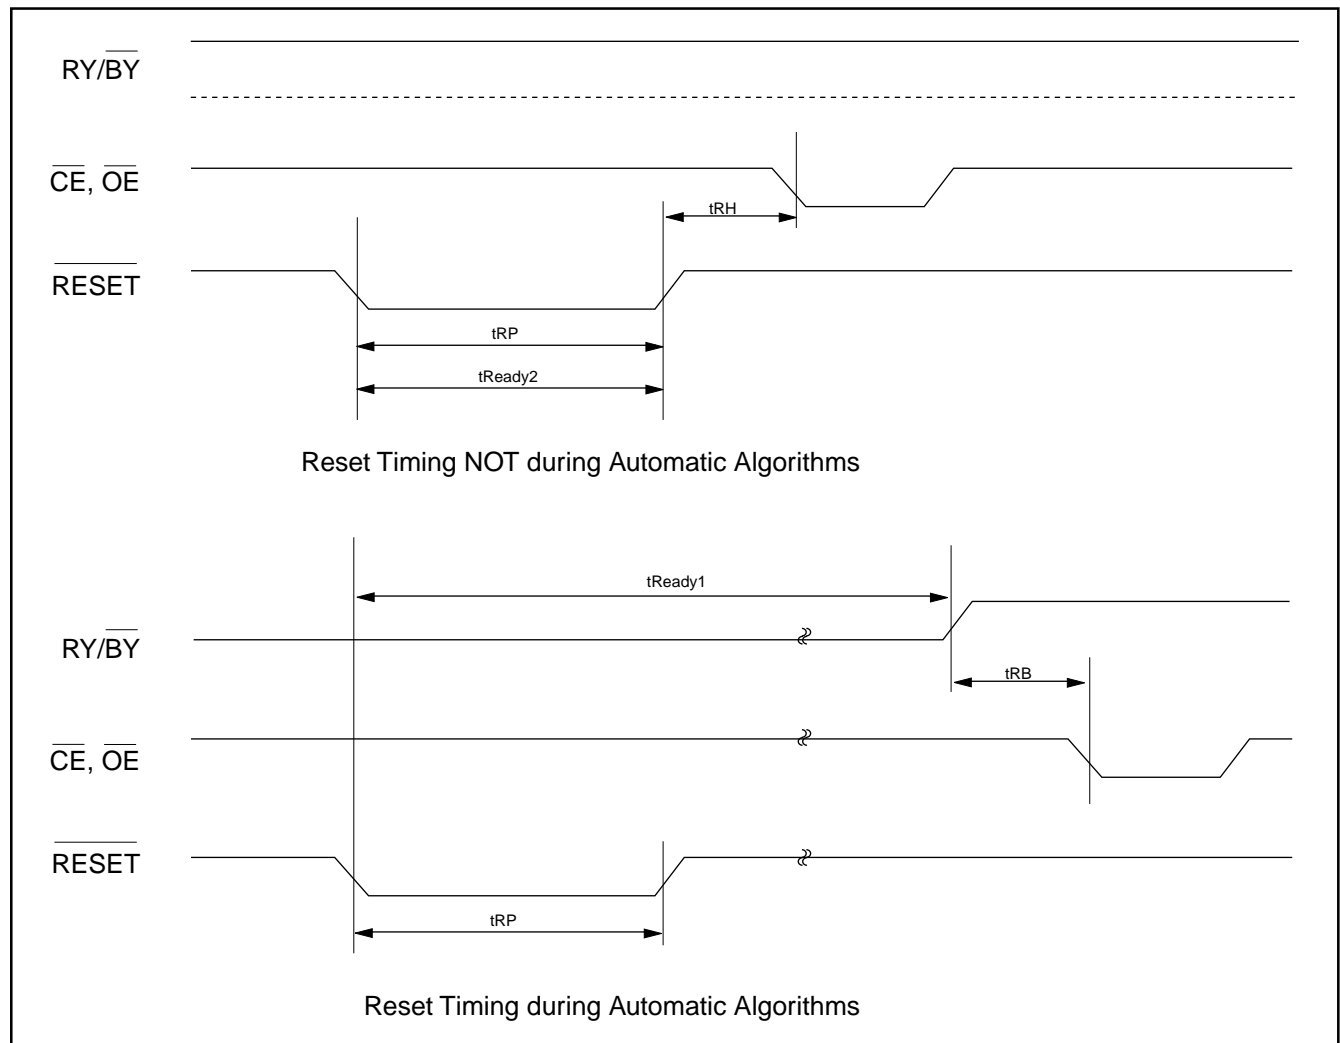 RY/BY
CE, OE
tRH
RESET
tRP
tReady2
Reset Timing NOT during Automatic Algorithms
tReady1
RY/BY
tRB
CE, OE
RESET
tRP
Reset Timing during Automatic Algorithms